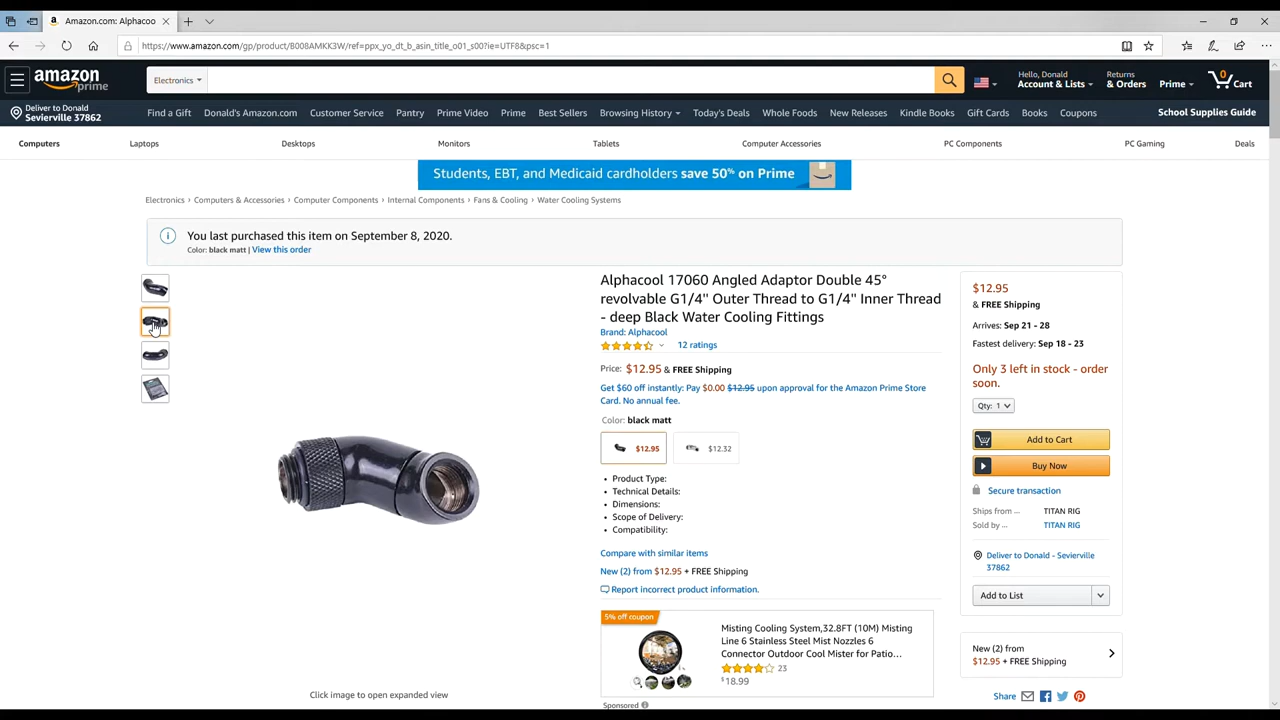 Amazon.com: Alphacoo
https://www.amazon.com/gp/product/B008AMKK3W/ref=ppx_yo_dt_b_asin_title_o01_s00?ie=UTF8&psc=1
amazon prime
Electronics
Hello, Donald
Account & Lists
Returns
& Orders
Prime
0
Cart
Deliver to Donald
Sevierville 37862
Find a Gift Donald's Amazon.com Customer Service Pantry Prime Video Prime Best Sellers Browsing History Today's Deals Whole Foods New Releases Kindle Books Gift Cards Books Coupons School Supplies Guide
Computers Laptops Desktops Monitors Tablets Computer Accessories PC Components PC Gaming Deals
Students, EBT, and Medicaid cardholders save 50% on Prime
Electronics › Computers & Accessories › Computer Components › Internal Components › Fans & Cooling › Water Cooling Systems
You last purchased this item on September 8, 2020.
Color: black matt | View this order
Click image to open expanded view
Alphacool 17060 Angled Adaptor Double 45°
revolvable G1/4" Outer Thread to G1/4" Inner Thread
- deep Black Water Cooling Fittings
Brand: Alphacool
12 ratings
Price: $12.95 & FREE Shipping
Get $60 off instantly: Pay $0.00 $12.95 upon approval for the Amazon Prime Store
Card. No annual fee.
Color: black matt
$12.95 $12.32
• Product Type:
• Technical Details:
• Dimensions:
• Scope of Delivery:
• Compatibility:
Compare with similar items
New (2) from $12.95 + FREE Shipping
Report incorrect product information.
5% off coupon
Misting Cooling System,32.8FT (10M) Misting
Line 6 Stainless Steel Mist Nozzles 6
Connector Outdoor Cool Mister for Patio...
23
$18.99
Sponsored
$12.95
& FREE Shipping
Arrives: Sep 21 - 28
Fastest delivery: Sep 18 - 23
Only 3 left in stock - order
soon.
Qty: 1
Add to Cart
Buy Now
Secure transaction
Ships from ... TITAN RIG
Sold by ... TITAN RIG
Deliver to Donald - Sevierville
37862
Add to List
New (2) from
$12.95 + FREE Shipping
Share